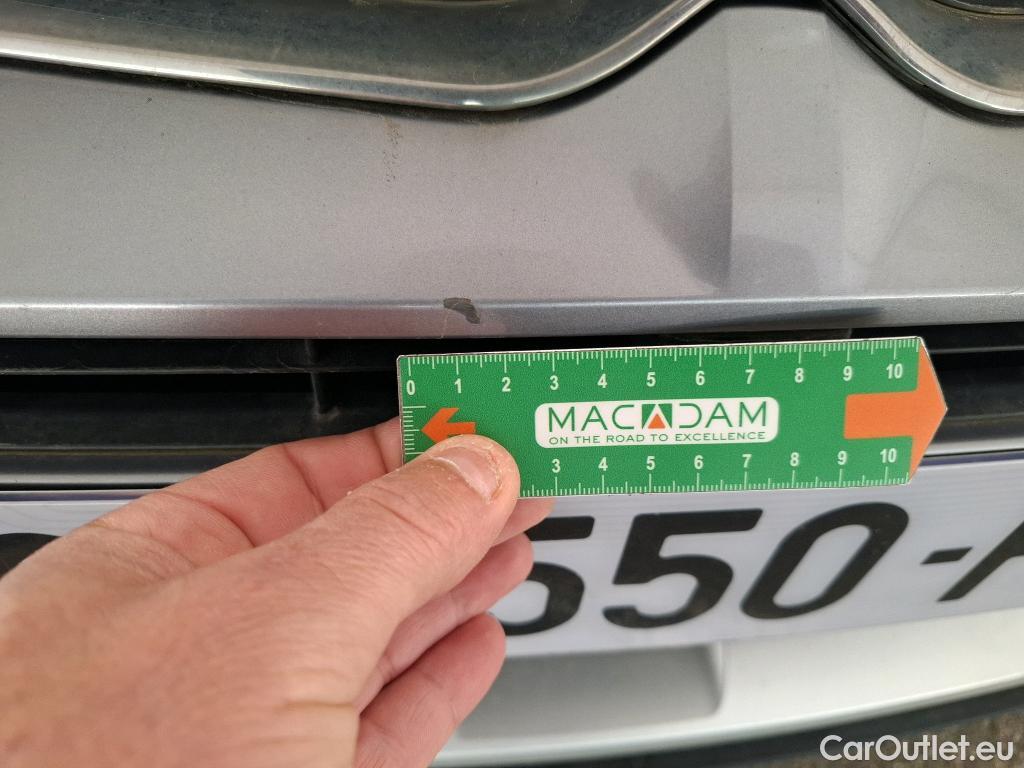 0 1 2 3 4 5 6 7 8 9 10
MACADAM
ON THE ROAD TO EXCELLENCE
3 4 5 6 7 8 9 10
550-A
CarOutlet.eu